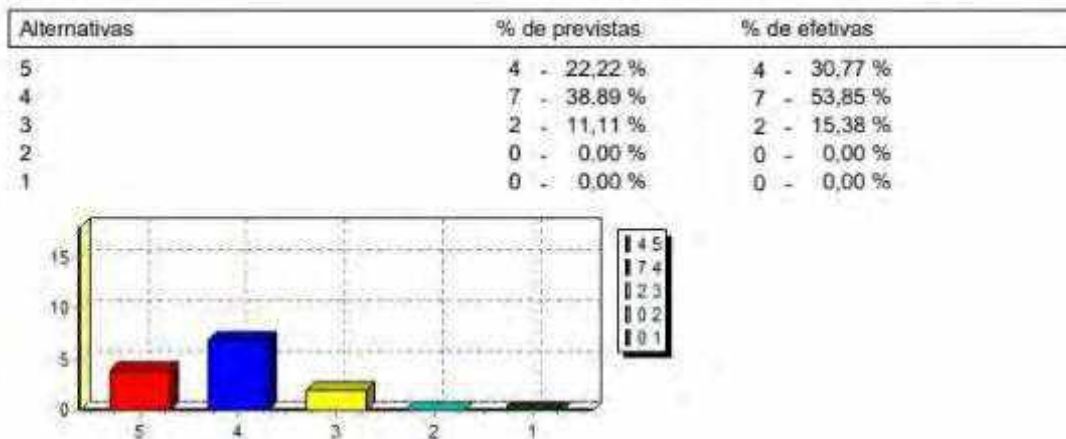 Alternativas % de previstas % de efetivas
5 4 - 22,22 % 4 - 30,77 %
4 7 - 38,89 % 7 - 53,85 %
3 2 - 11,11 % 2 - 15,38 %
2 0 - 0,00 % 0 - 0,00 %
1 0 - 0,00 % 0 - 0,00 %
15
10
5
0
5 4 3 2 1
4 5
7 4
2 3
0 2
0 1